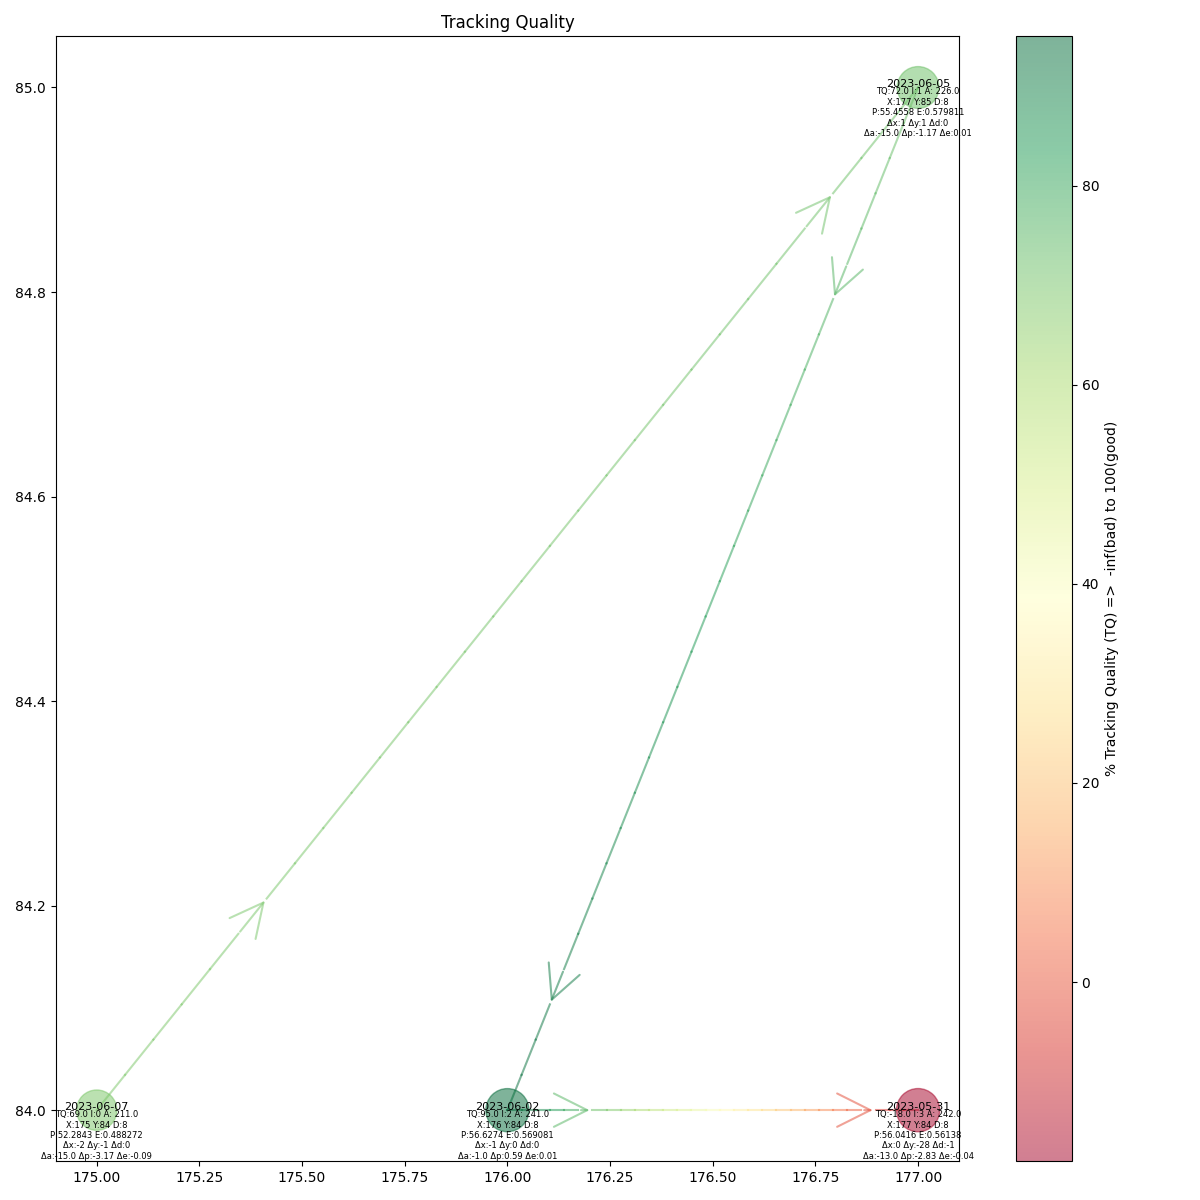 Tracking Quality
85.0
84.8
84.6
84.4
84.2
84.0
2023-06-05
TQ:72.0 I:1 A: 226.0
X:177 Y:85 D:8
P:55.4558 E:0.579811
Δx:1 Δy:1 Δd:0
Δa:-15.0 Δp:-1.17 Δe:0.01
2023-06-07
TQ:69.0 I:0 A: 211.0
X:175 Y:84 D:8
P:52.2843 E:0.488272
Δx:-2 Δy:-1 Δd:0
Δa:-15.0 Δp:-3.17 Δe:-0.09
2023-06-02
TQ:95.0 I:2 A: 241.0
X:176 Y:84 D:8
P:56.6274 E:0.569081
Δx:-1 Δy:0 Δd:0
Δa:-1.0 Δp:0.59 Δe:0.01
2023-05-31
TQ:-18.0 I:3 A: 242.0
X:177 Y:84 D:8
P:56.0416 E:0.56138
Δx:0 Δy:-28 Δd:-1
Δa:-13.0 Δp:-2.83 Δe:-0.04
175.00
175.25
175.50
175.75
176.00
176.25
176.50
176.75
177.00
80
60
40
20
0
% Tracking Quality (TQ) => -inf(bad) to 100(good)